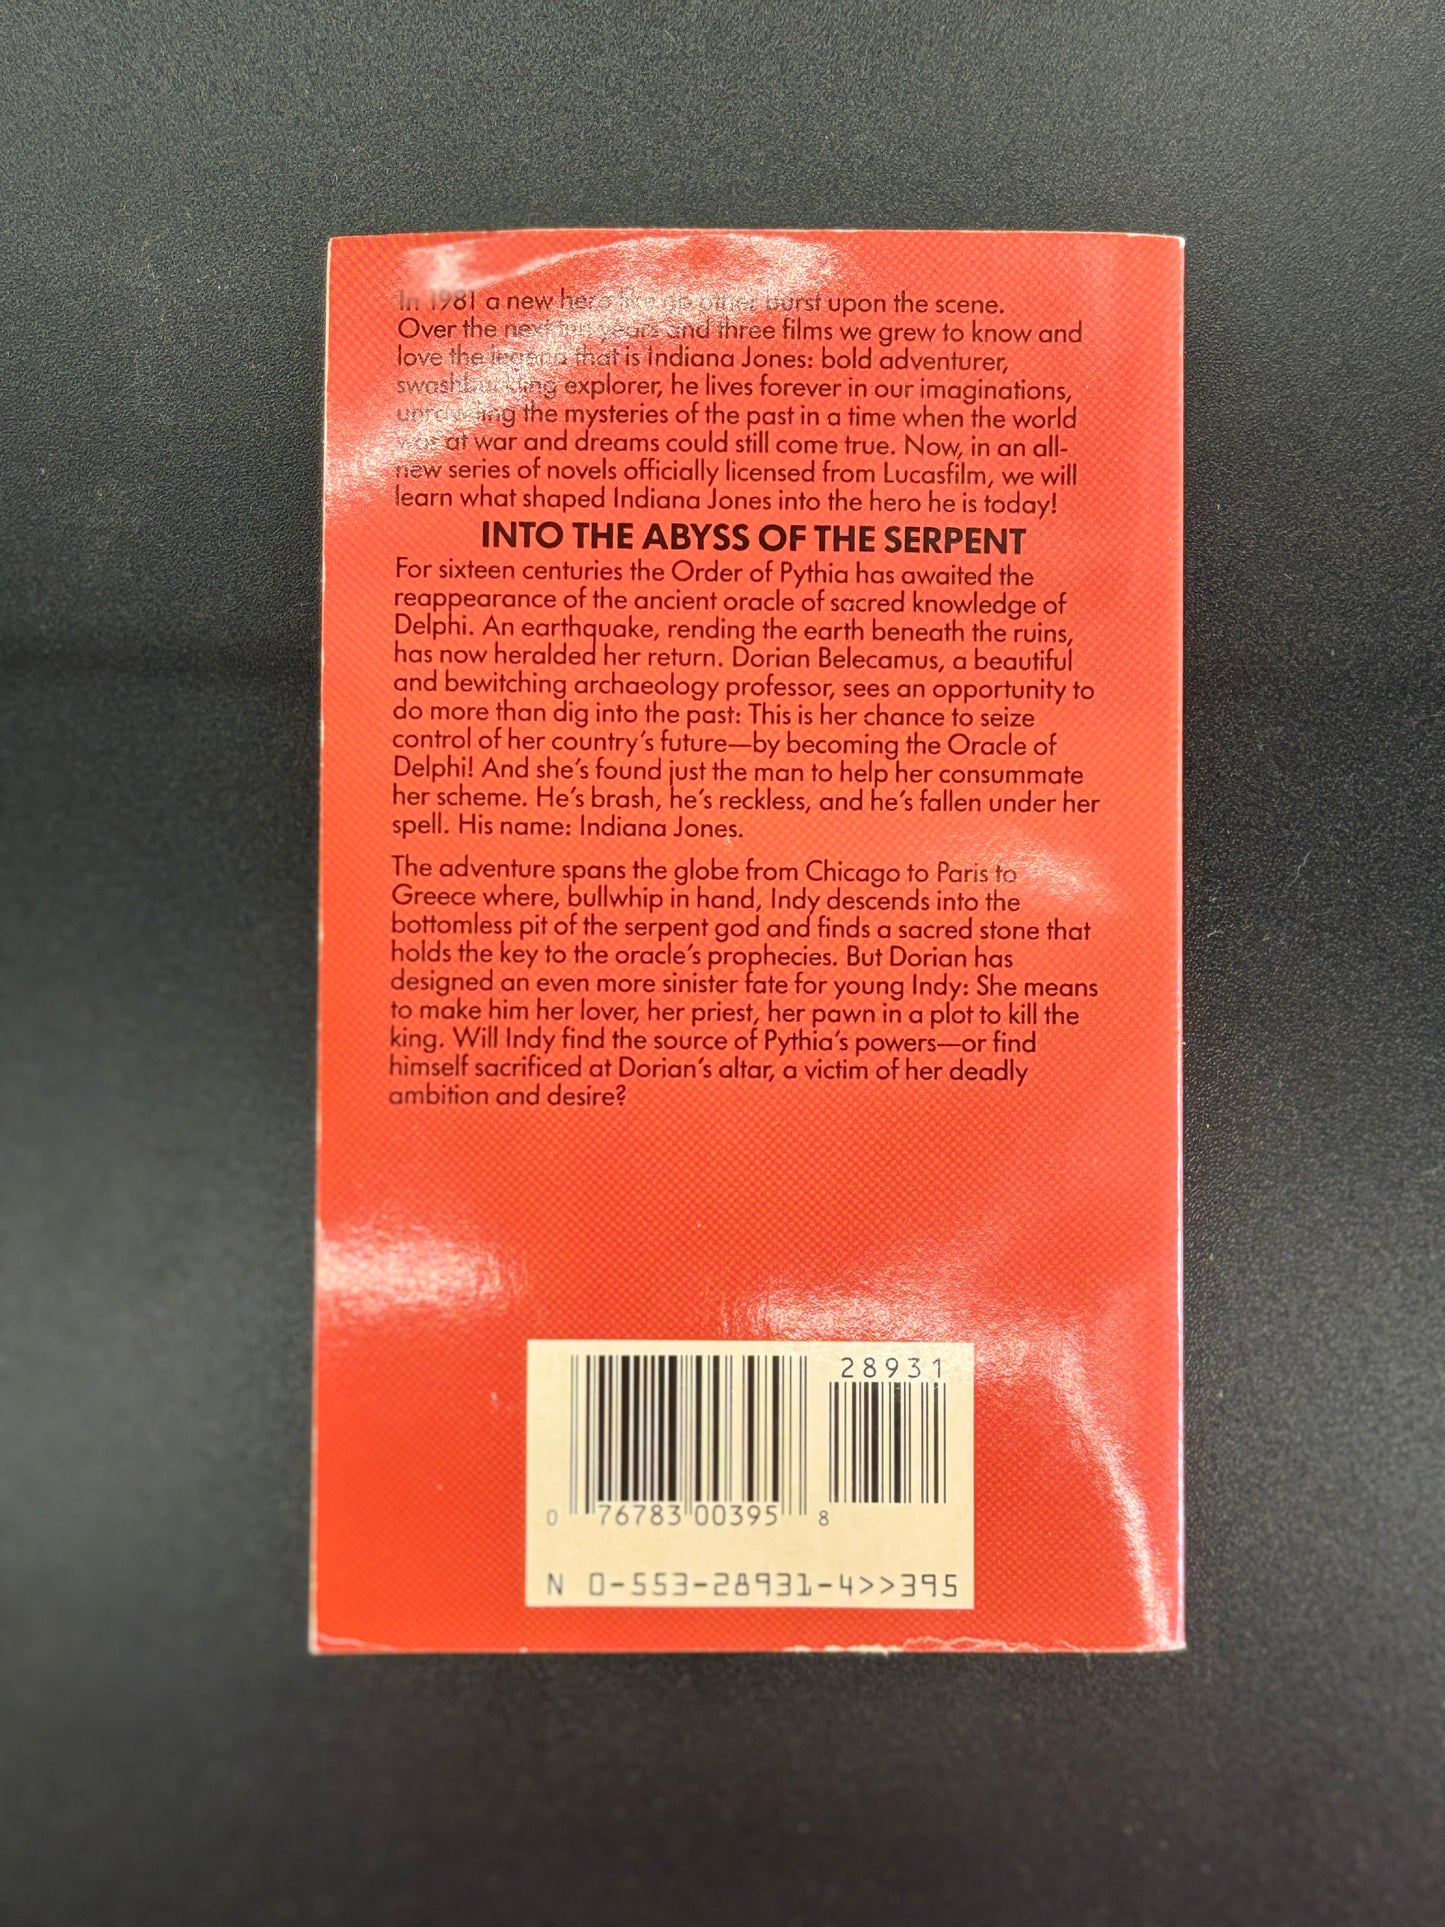 In 1981 a new hero like no other burst upon the scene.
Over the next ten years and three films we grew to know and
love the legend that is Indiana Jones: bold adventurer,
swashbuckling explorer, he lives forever in our imaginations,
unraveling the mysteries of the past in a time when the world
was at war and dreams could still come true. Now, in an all-
new series of novels officially licensed from Lucasfilm, we will
learn what shaped Indiana Jones into the hero he is today!
INTO THE ABYSS OF THE SERPENT
For sixteen centuries the Order of Pythia has awaited the
reappearance of the ancient oracle of sacred knowledge of
Delphi. An earthquake, rending the earth beneath the ruins,
has now heralded her return. Dorian Belecamus, a beautiful
and bewitching archaeology professor, sees an opportunity to
do more than dig into the past: This is her chance to seize
control of her country's future—by becoming the Oracle of
Delphi! And she's found just the man to help her consummate
her scheme. He's brash, he's reckless, and he's fallen under her
spell. His name: Indiana Jones.
The adventure spans the globe from Chicago to Paris to
Greece where, bullwhip in hand, Indy descends into the
bottomless pit of the serpent god and finds a sacred stone that
holds the key to the oracle's prophecies. But Dorian has
designed an even more sinister fate for young Indy: She means
to make him her lover, her priest, her pawn in a plot to kill the
king. Will Indy find the source of Pythia's powers—or find
himself sacrificed at Dorian's altar, a victim of her deadly
ambition and desire?
28931
0 76783 00395 8
N 0-553-28931-4>>395